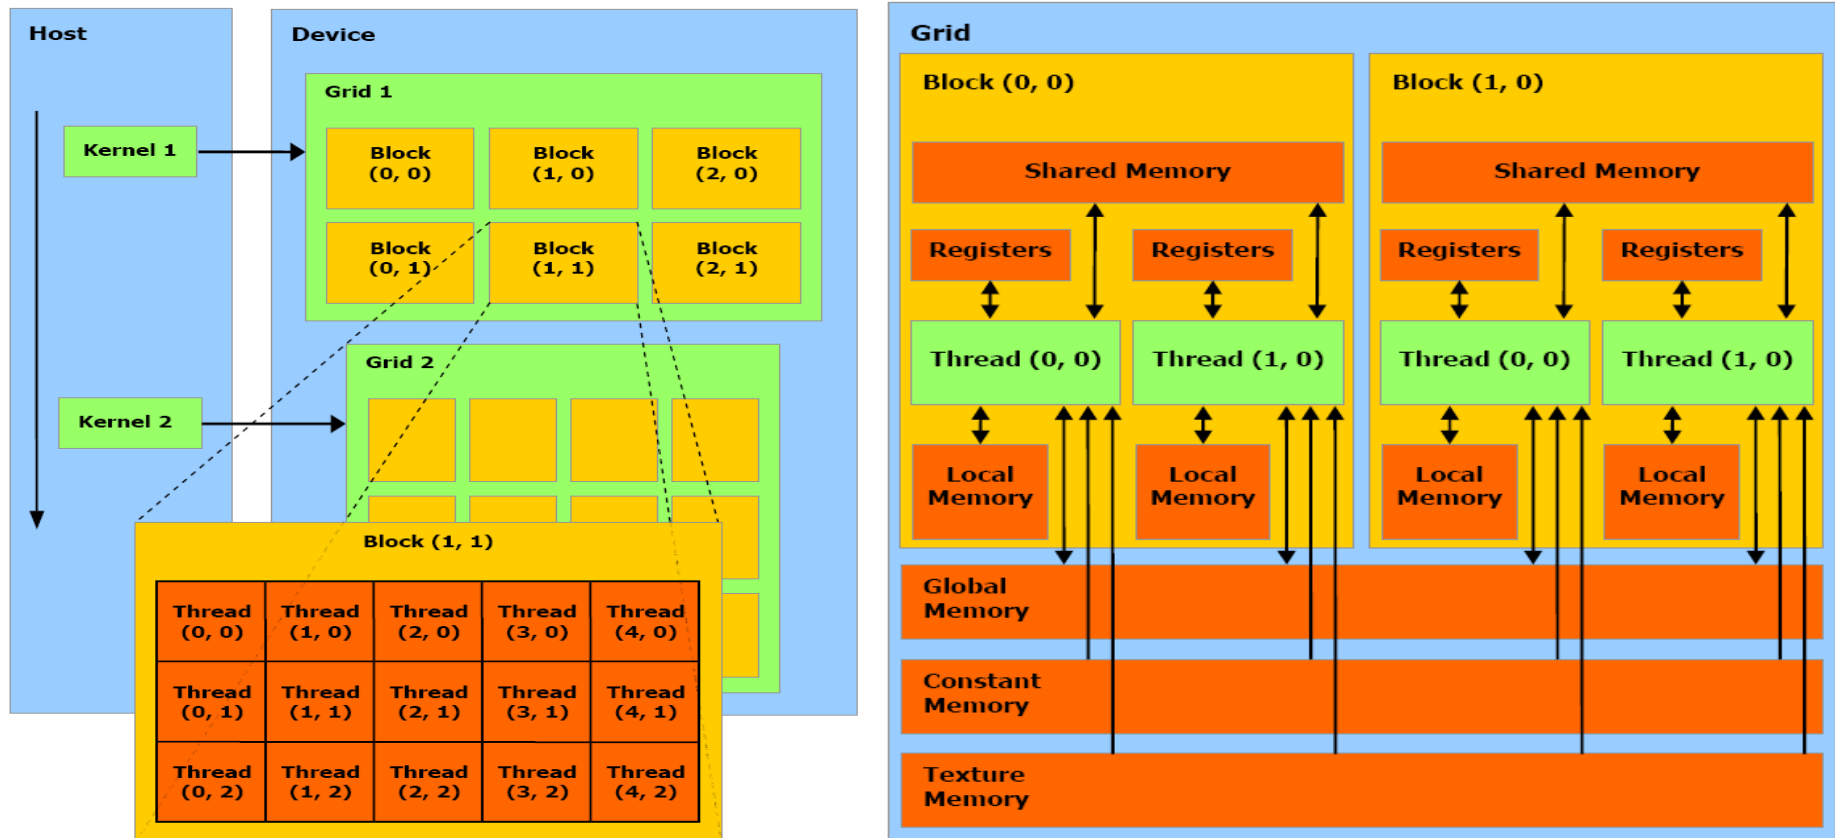 Host
Device
Grid 1
Kernel 1
Block
(0, 0)
Block
(1, 0)
Block
(2, 0)
Block
(0, 1)
Block
(1, 1)
Block
(2, 1)
Grid 2
Kernel 2
Block (1, 1)
Thread
(0, 0)
Thread
(1, 0)
Thread
(2, 0)
Thread
(3, 0)
Thread
(4, 0)
Thread
(0, 1)
Thread
(1, 1)
Thread
(2, 1)
Thread
(3, 1)
Thread
(4, 1)
Thread
(0, 2)
Thread
(1, 2)
Thread
(2, 2)
Thread
(3, 2)
Thread
(4, 2)
Grid
Block (0, 0)
Shared Memory
Registers
Registers
Thread (0, 0)
Thread (1, 0)
Local
Memory
Local
Memory
Block (1, 0)
Shared Memory
Registers
Registers
Thread (0, 0)
Thread (1, 0)
Local
Memory
Local
Memory
Global
Memory
Constant
Memory
Texture
Memory